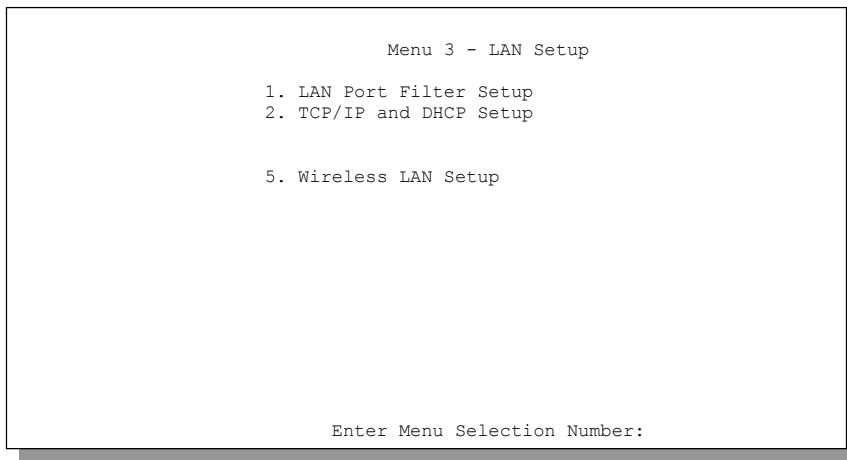 Menu 3 - LAN Setup
1. LAN Port Filter Setup
2. TCP/IP and DHCP Setup
5. Wireless LAN Setup
Enter Menu Selection Number: